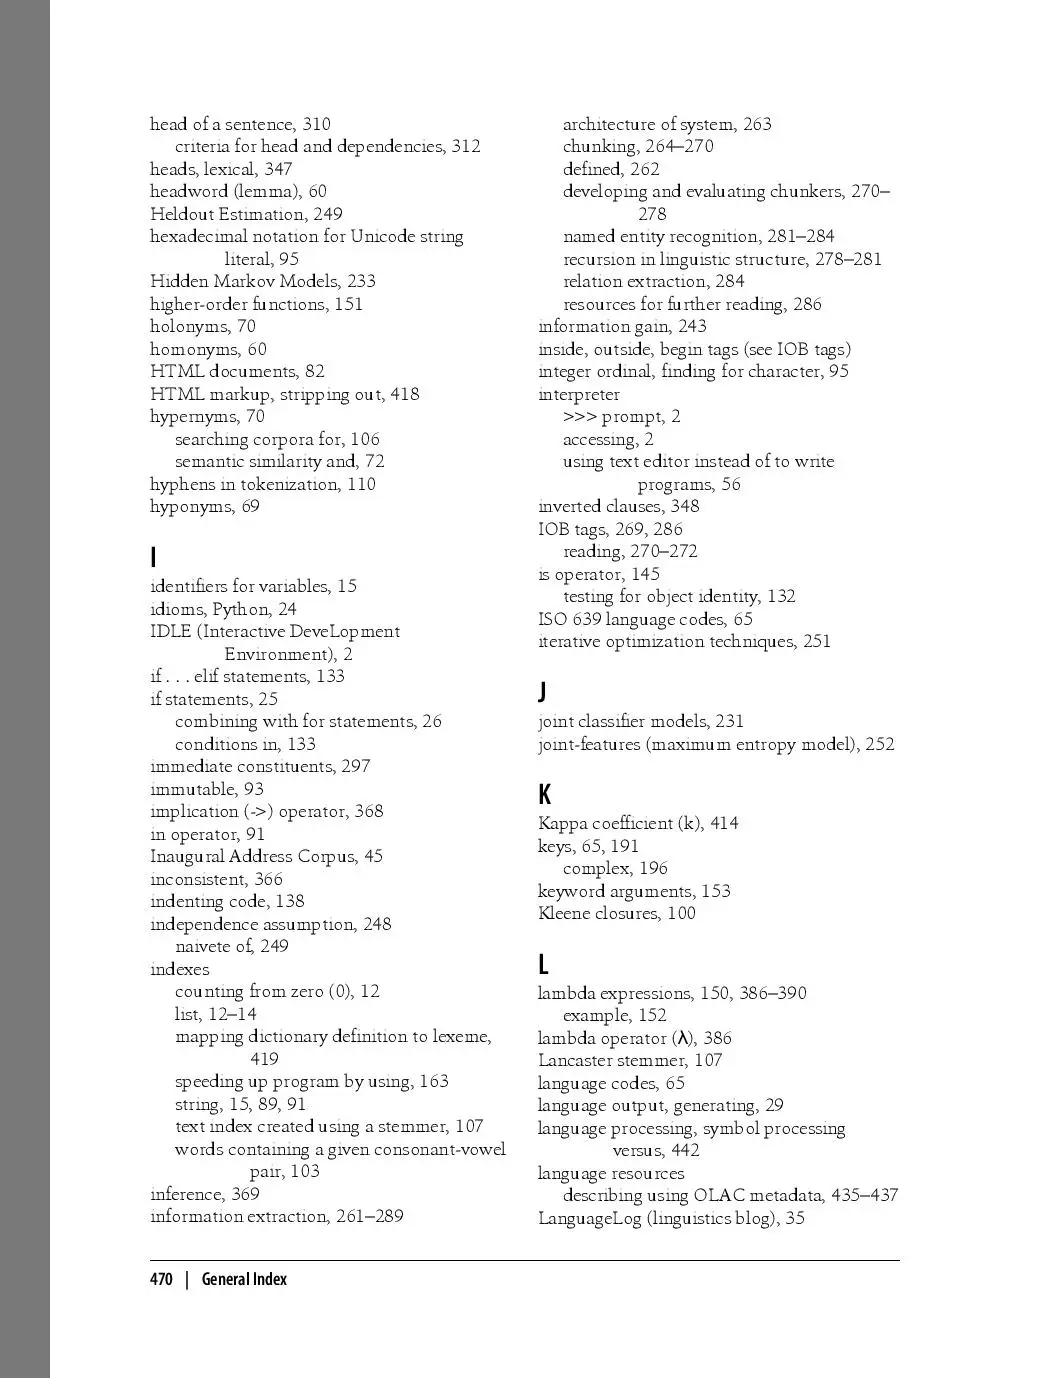 head of a sentence, 310
criteria for head and dependencies, 312
heads, lexical, 347
headword (lemma), 60
Heldout Estimation, 249
hexadecimal notation for Unicode string
literal, 95
Hidden Markov Models, 233
higher-order functions, 151
holonyms, 70
homonyms, 60
HTML documents, 82
HTML markup, stripping out, 418
hypernyms, 70
searching corpora for, 106
semantic similarity and, 72
hyphens in tokenization, 110
hyponyms, 69
I
identifiers for variables, 15
idioms, Python, 24
IDLE (Interactive DeveLopment
Environment), 2
if . . . elif statements, 133
if statements, 25
combining with for statements, 26
conditions in, 133
immediate constituents, 297
immutable, 93
implication (->) operator, 368
in operator, 91
Inaugural Address Corpus, 45
inconsistent, 366
indenting code, 138
independence assumption, 248
naivete of, 249
indexes
counting from zero (0), 12
list, 12–14
mapping dictionary definition to lexeme,
419
speeding up program by using, 163
string, 15, 89, 91
text index created using a stemmer, 107
words containing a given consonant-vowel
pair, 103
inference, 369
information extraction, 261–289
architecture of system, 263
chunking, 264–270
defined, 262
developing and evaluating chunkers, 270–
278
named entity recognition, 281–284
recursion in linguistic structure, 278–281
relation extraction, 284
resources for further reading, 286
information gain, 243
inside, outside, begin tags (see IOB tags)
integer ordinal, finding for character, 95
interpreter
>>> prompt, 2
accessing, 2
using text editor instead of to write
programs, 56
inverted clauses, 348
IOB tags, 269, 286
reading, 270–272
is operator, 145
testing for object identity, 132
ISO 639 language codes, 65
iterative optimization techniques, 251
J
joint classifier models, 231
joint-features (maximum entropy model), 252
K
Kappa coefficient (k), 414
keys, 65, 191
complex, 196
keyword arguments, 153
Kleene closures, 100
L
lambda expressions, 150, 386–390
example, 152
lambda operator (λ), 386
Lancaster stemmer, 107
language codes, 65
language output, generating, 29
language processing, symbol processing
versus, 442
language resources
describing using OLAC metadata, 435–437
LanguageLog (linguistics blog), 35
470 | General Index